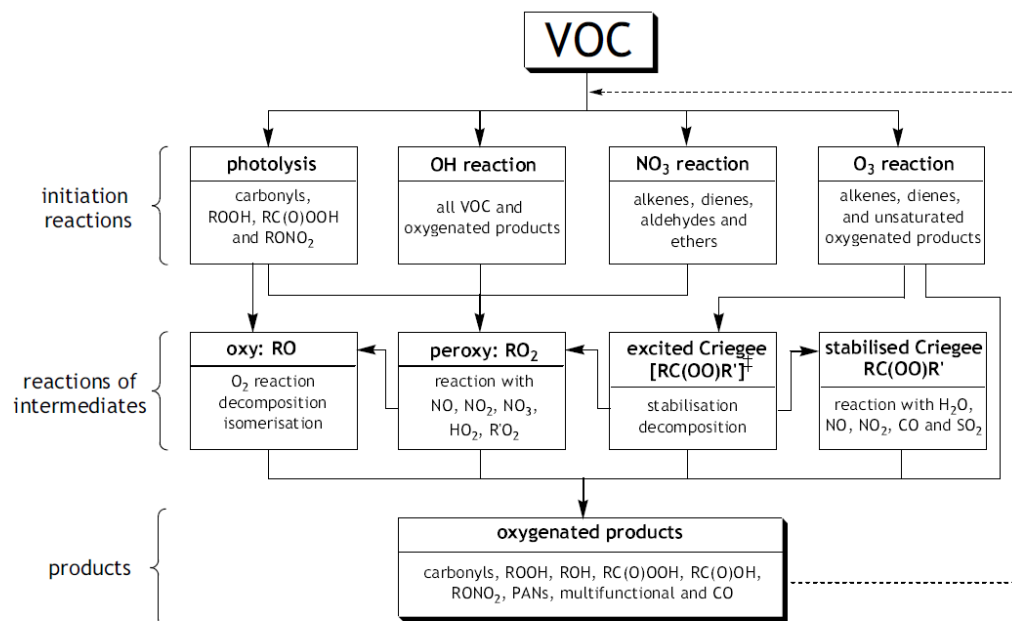 VOC
initiation
reactions
photolysis
carbonyls,
ROOH, RC(O)OOH
and RONO₂
OH reaction
all VOC and
oxygenated products
NO₃ reaction
alkenes, dienes,
aldehydes and
ethers
O₃ reaction
alkenes, dienes,
and unsaturated
oxygenated products
reactions of
intermediates
oxy: RO
O₂ reaction
decomposition
isomerisation
peroxy: RO₂
reaction with
NO, NO₂, NO₃,
HO₂, R'O₂
excited Criegee
[RC(OO)R']‡
stabilisation
decomposition
stabilised Criegee
RC(OO)R'
reaction with H₂O,
NO, NO₂, CO and SO₂
products
oxygenated products
carbonyls, ROOH, ROH, RC(O)OOH, RC(O)OH,
RONO₂, PANs, multifunctional and CO